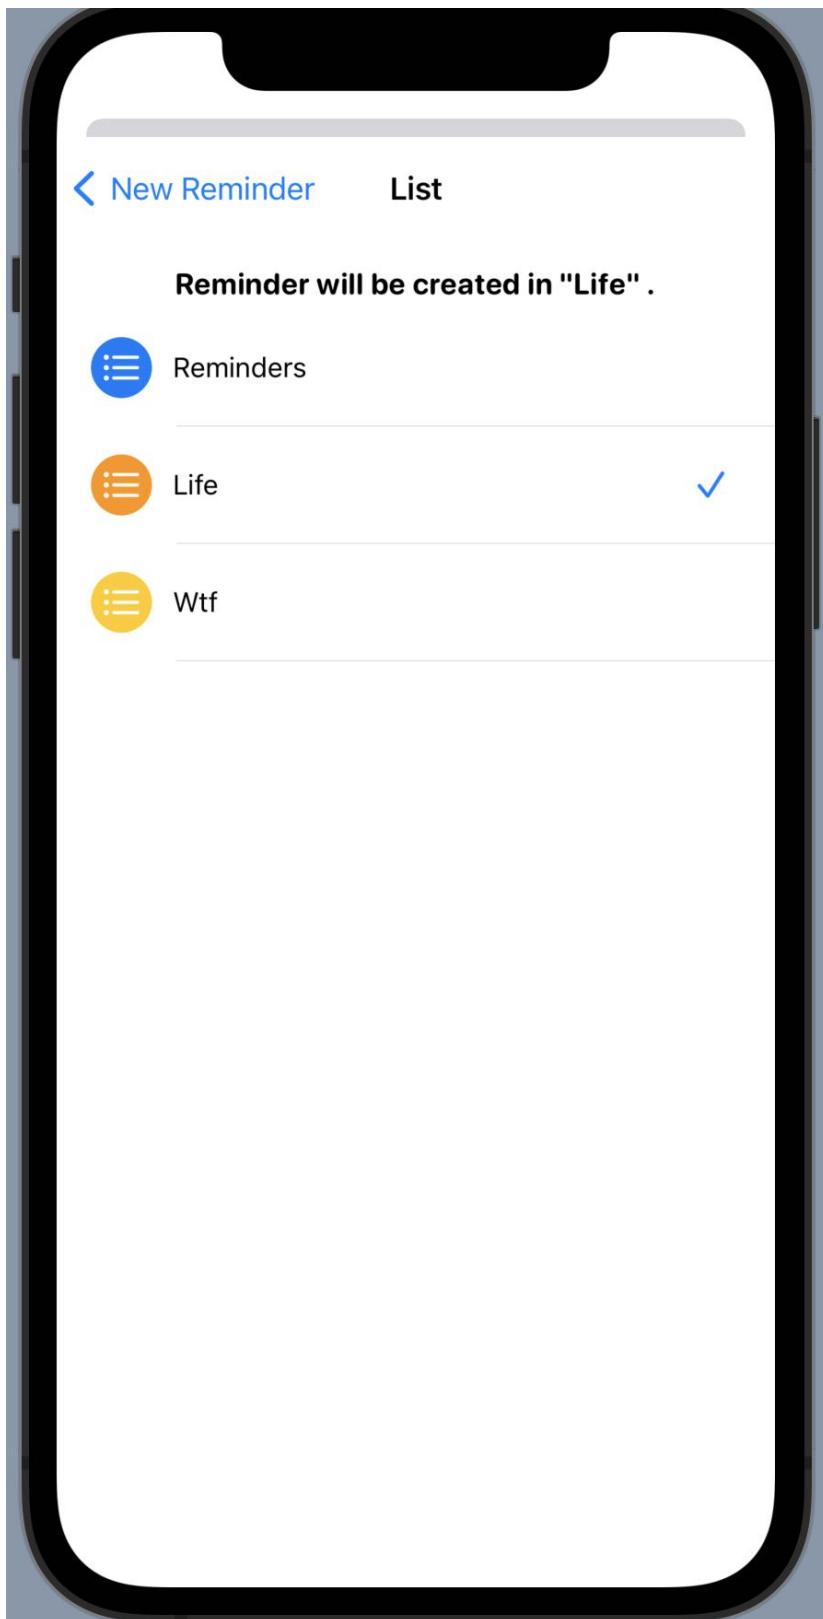 New Reminder List
Reminder will be created in "Life" .
Reminders
Life
Wtf